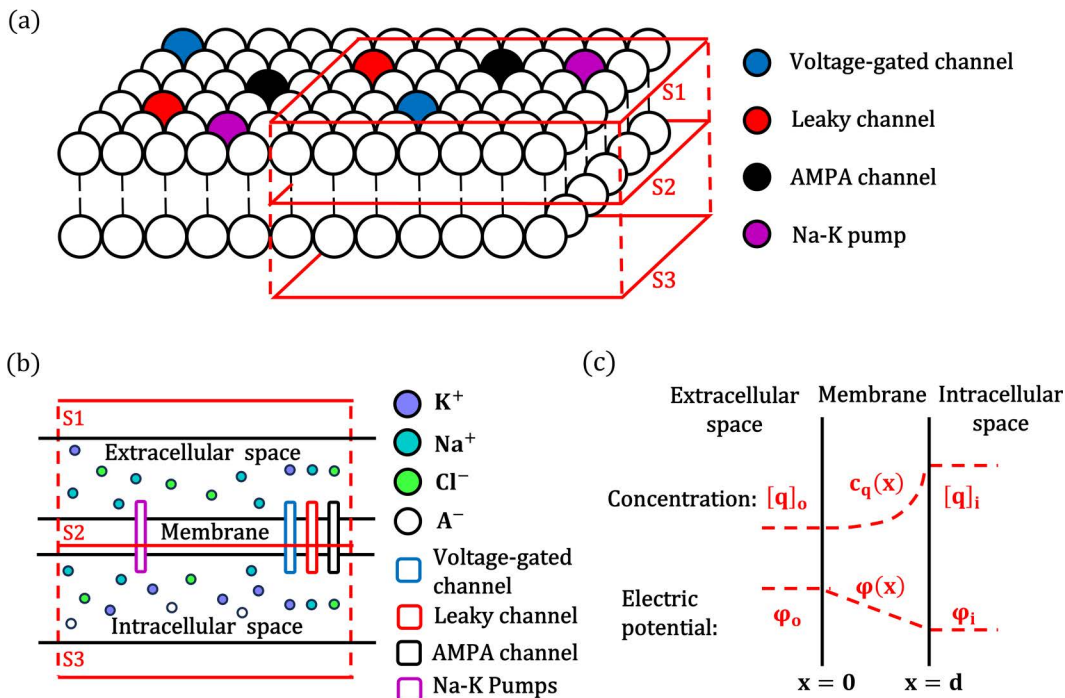 (a)
S1
S2
S3
Voltage-gated channel
Leaky channel
AMPA channel
Na-K pump
(b)
S1
Extracellular space
S2
Membrane
Intracellular space
S3
K⁺
Na⁺
Cl⁻
A⁻
Voltage-gated
channel
Leaky channel
AMPA channel
Na-K Pumps
(c)
Extracellular
space
Membrane
Intracellular
space
Concentration:
[q]ₒ
c_q(x)
[q]ᵢ
Electric
potential:
φₒ
φ(x)
φᵢ
x = 0
x = d